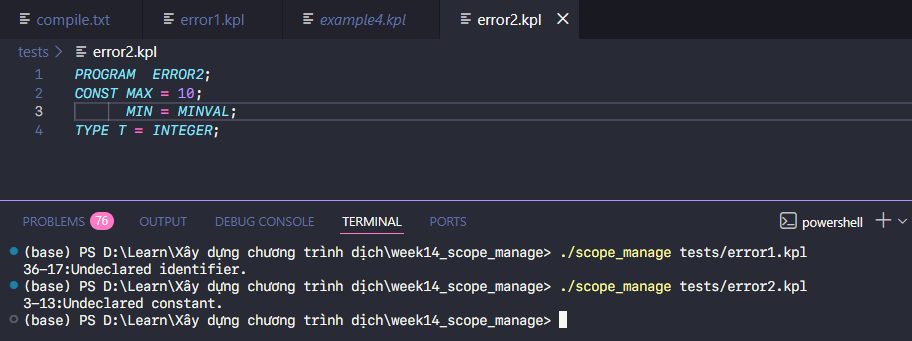 compile.txt error1.kpl example4.kpl error2.kpl ×
tests > error2.kpl
1 PROGRAM  ERROR2;
2 CONST MAX = 10;
3       MIN = MINVAL;
4 TYPE T = INTEGER;
PROBLEMS 76 OUTPUT DEBUG CONSOLE TERMINAL PORTS powershell
(base) PS D:\Learn\Xây dựng chương trình dịch\week14_scope_manage> ./scope_manage tests/error1.kpl
36-17:Undeclared identifier.
(base) PS D:\Learn\Xây dựng chương trình dịch\week14_scope_manage> ./scope_manage tests/error2.kpl
3-13:Undeclared constant.
(base) PS D:\Learn\Xây dựng chương trình dịch\week14_scope_manage>